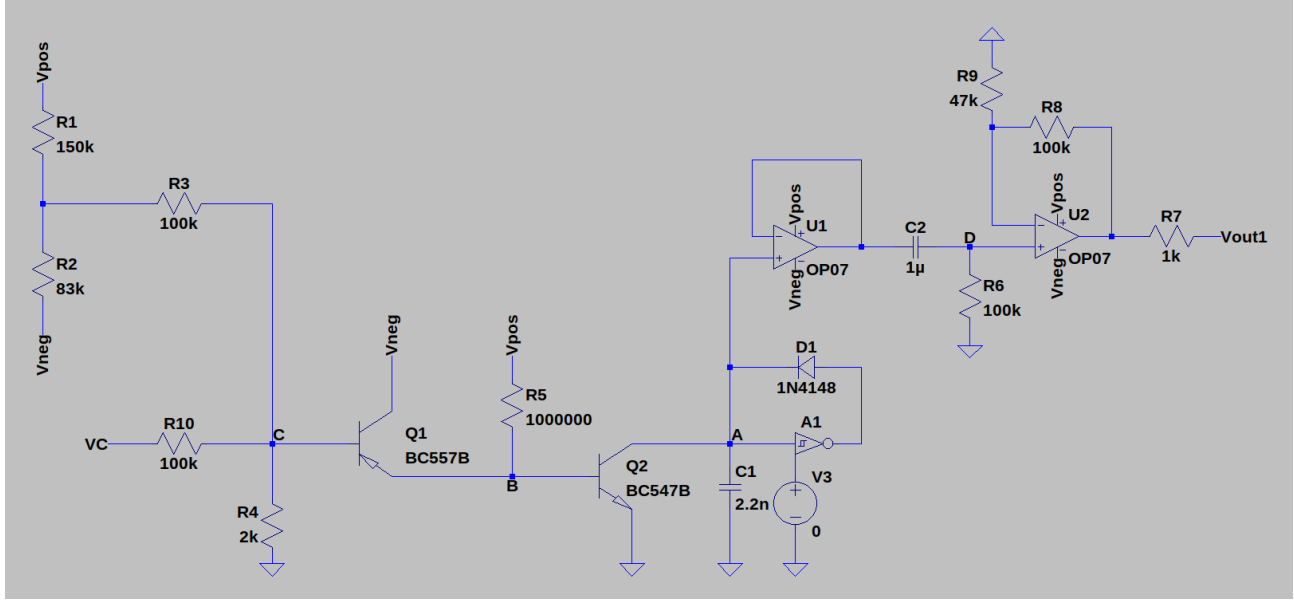 Vpos
R1
150k
R2
83k
Vneg
R3
100k
VC
R10
100k
C
R4
2k
Vneg
Q1
BC557B
Vpos
R5
1000000
B
Q2
BC547B
A
C1
2.2n
D1
1N4148
A1
V3
0
Vpos
U1
OP07
Vneg
C2
1µ
D
R6
100k
R9
47k
R8
100k
Vpos
U2
OP07
Vneg
R7
1k
Vout1